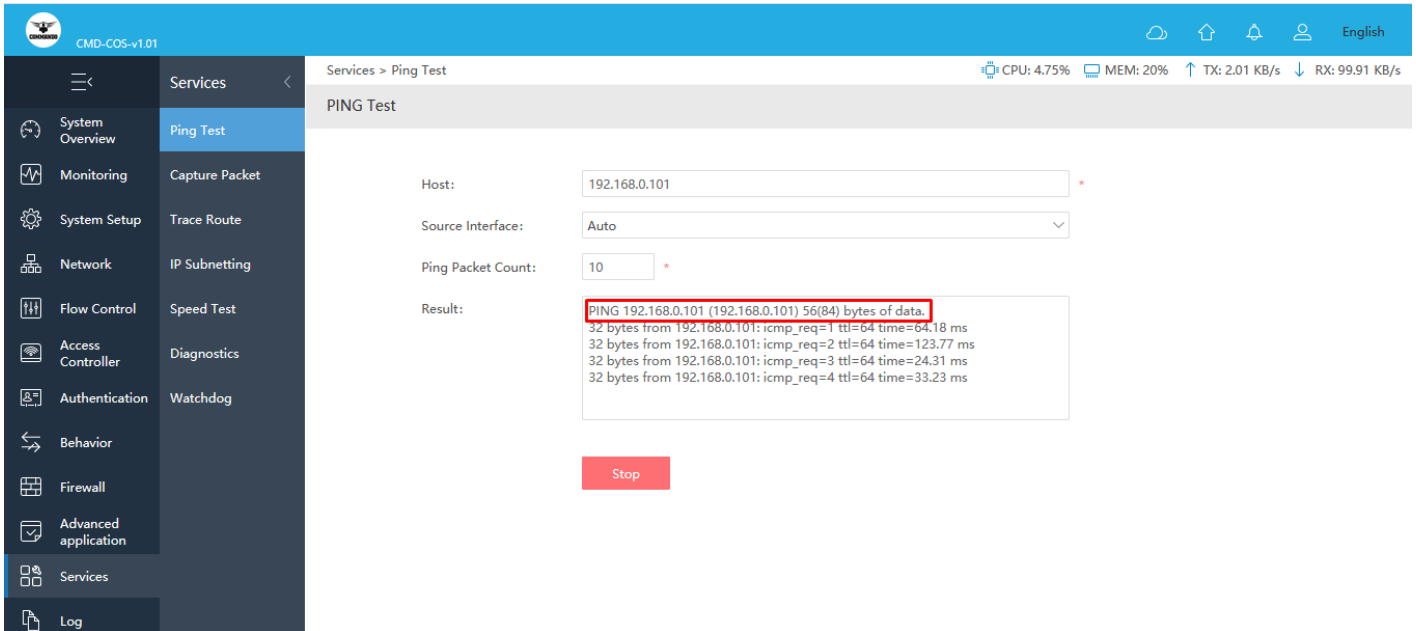 COMMANDO
CMD-COS-v1.01
English
Services
Services > Ping Test
CPU: 4.75%
MEM: 20%
TX: 2.01 KB/s
RX: 99.91 KB/s
PING Test
System
Overview
Monitoring
System Setup
Network
Flow Control
Access
Controller
Authentication
Behavior
Firewall
Advanced
application
Services
Log
Ping Test
Capture Packet
Trace Route
IP Subnetting
Speed Test
Diagnostics
Watchdog
Host:
192.168.0.101
*
Source Interface:
Auto
Ping Packet Count:
10
*
Result:
PING 192.168.0.101 (192.168.0.101) 56(84) bytes of data.
32 bytes from 192.168.0.101: icmp_req=1 ttl=64 time=64.18 ms
32 bytes from 192.168.0.101: icmp_req=2 ttl=64 time=123.77 ms
32 bytes from 192.168.0.101: icmp_req=3 ttl=64 time=24.31 ms
32 bytes from 192.168.0.101: icmp_req=4 ttl=64 time=33.23 ms
Stop